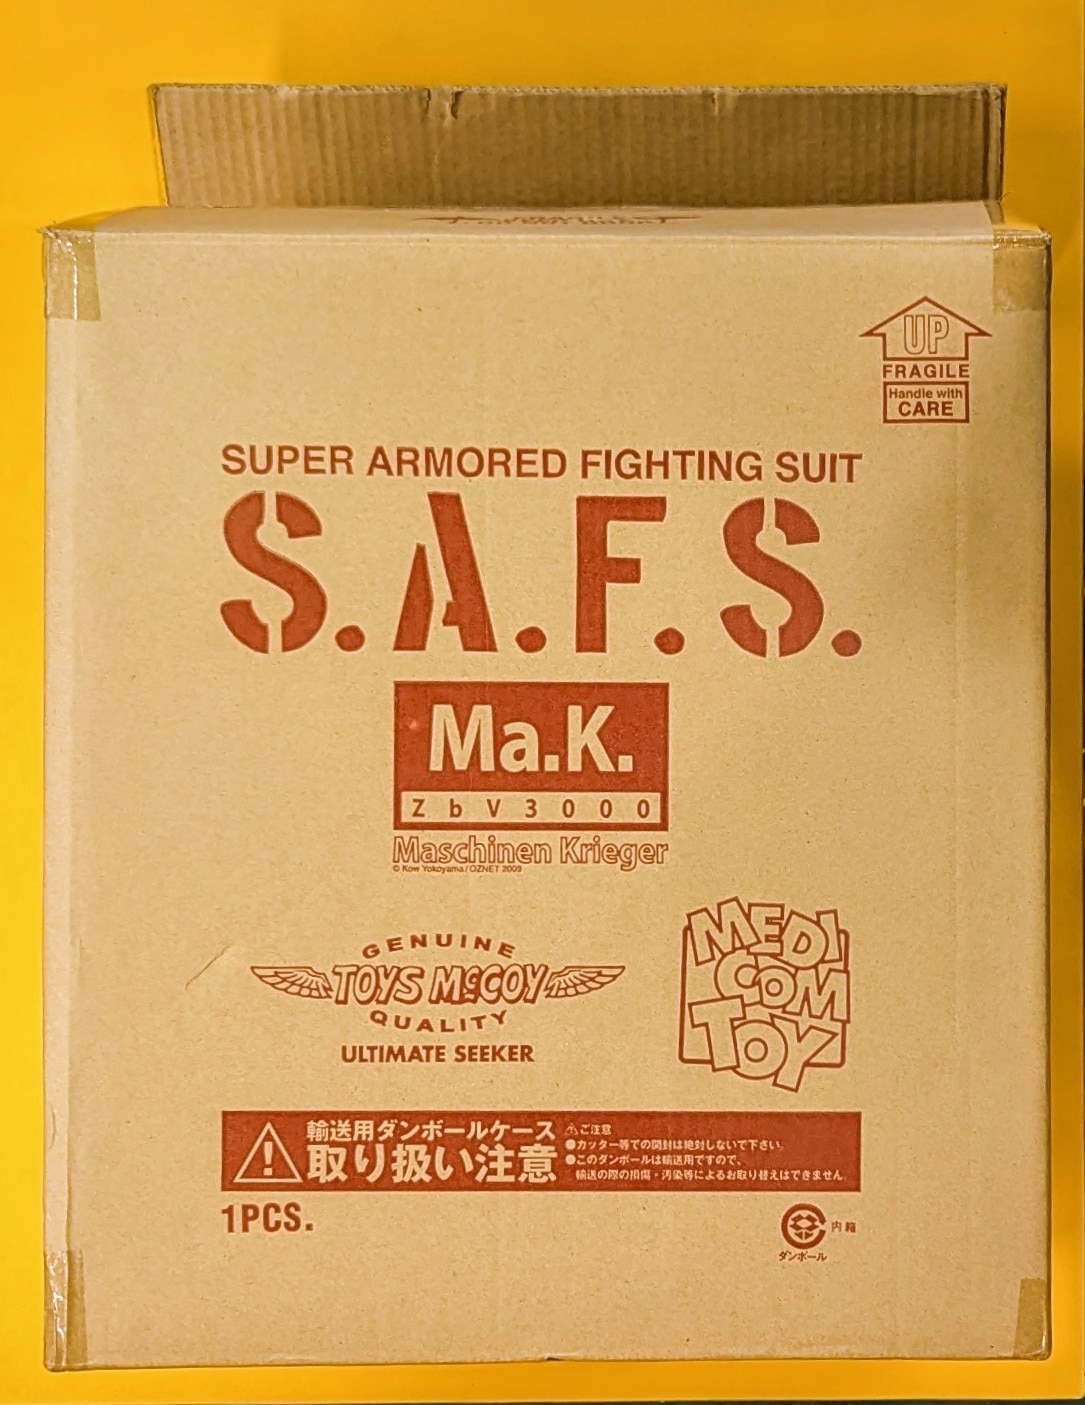 UP
FRAGILE
Handle with
CARE
SUPER ARMORED FIGHTING SUIT
S.A.F.S.
Ma.K.
ZbV3000
Maschinen Krieger
© Kow Yokoyama / OZNET 2009
GENUINE
TOYS McCOY
QUALITY
ULTIMATE SEEKER
MEDI
COM
TOY
輸送用ダンボールケース
取り扱い注意
ご注意
●カッター等での開封は絶対しないで下さい。
●このダンボールは輸送用ですので、
輸送の際の損傷・汚染等によるお取り替えはできません。
1PCS.
内箱
ダンボール